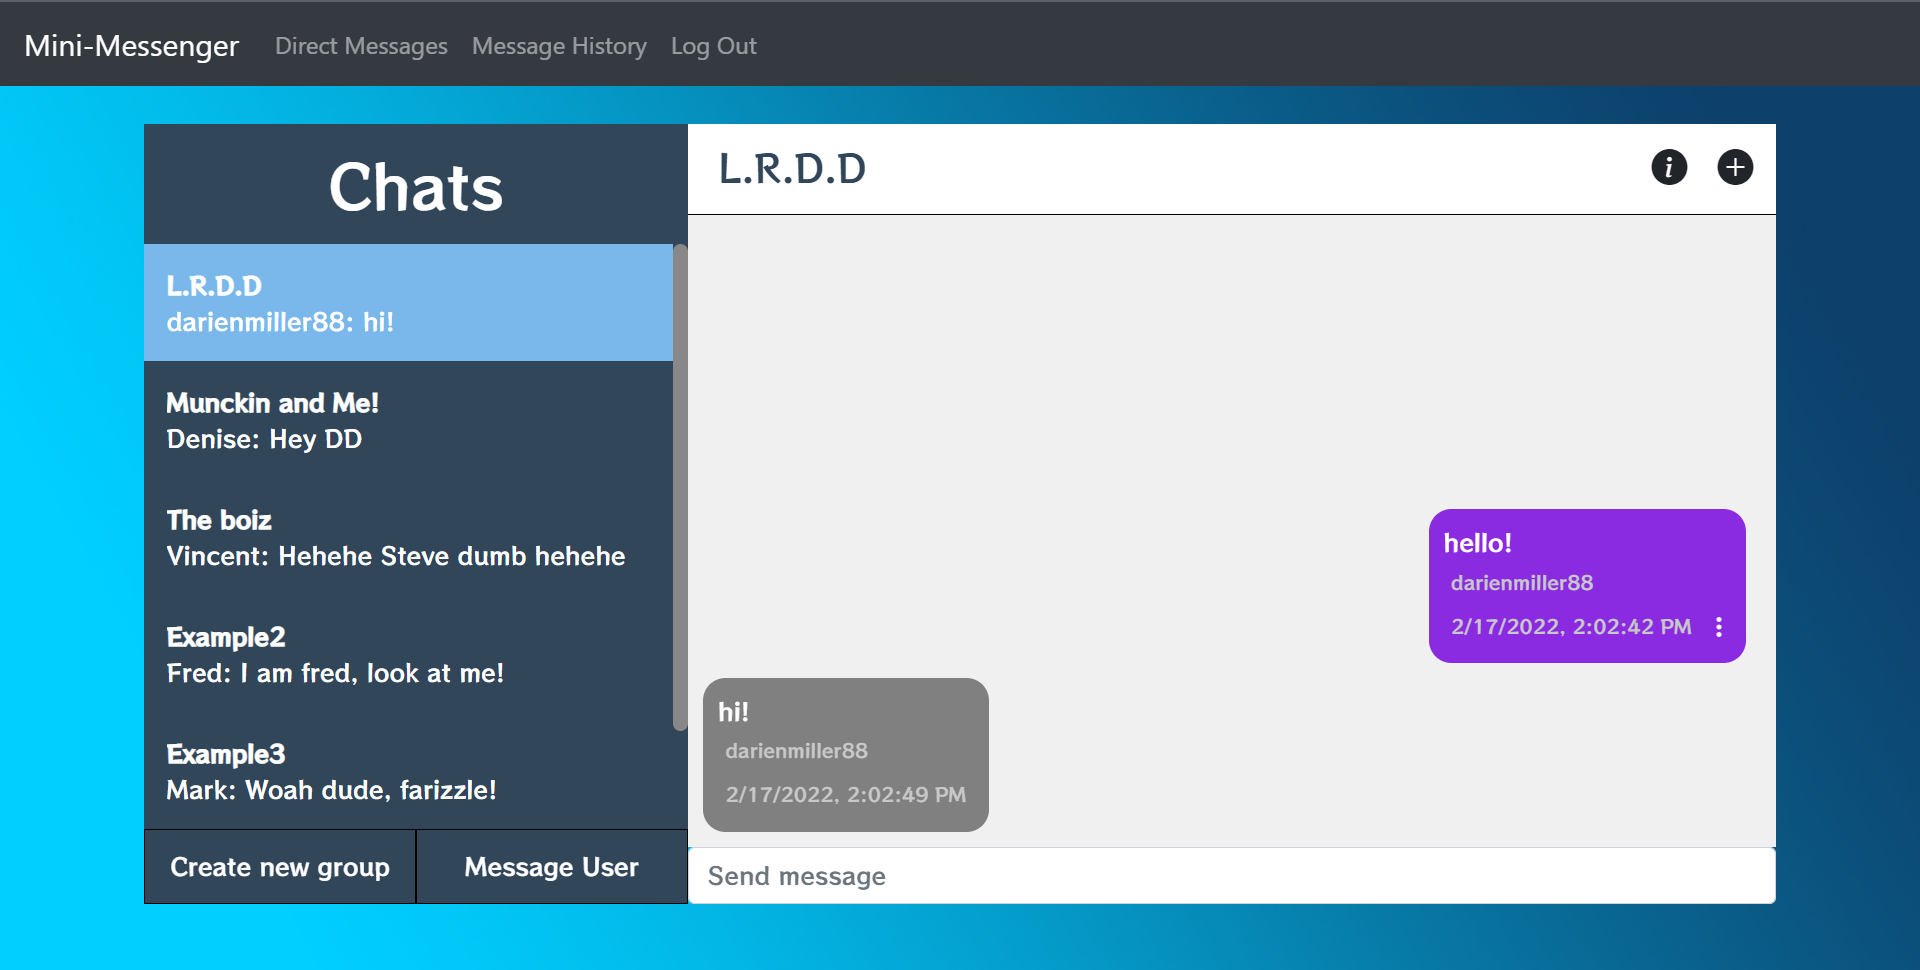 Mini-Messenger Direct Messages Message History Log Out
Chats
L.R.D.D
darienmiller88: hi!
Munckin and Me!
Denise: Hey DD
The boiz
Vincent: Hehehe Steve dumb hehehe
Example2
Fred: I am fred, look at me!
Example3
Mark: Woah dude, farizzle!
Create new group Message User
L.R.D.D
hello!
darienmiller88
2/17/2022, 2:02:42 PM
hi!
darienmiller88
2/17/2022, 2:02:49 PM
Send message